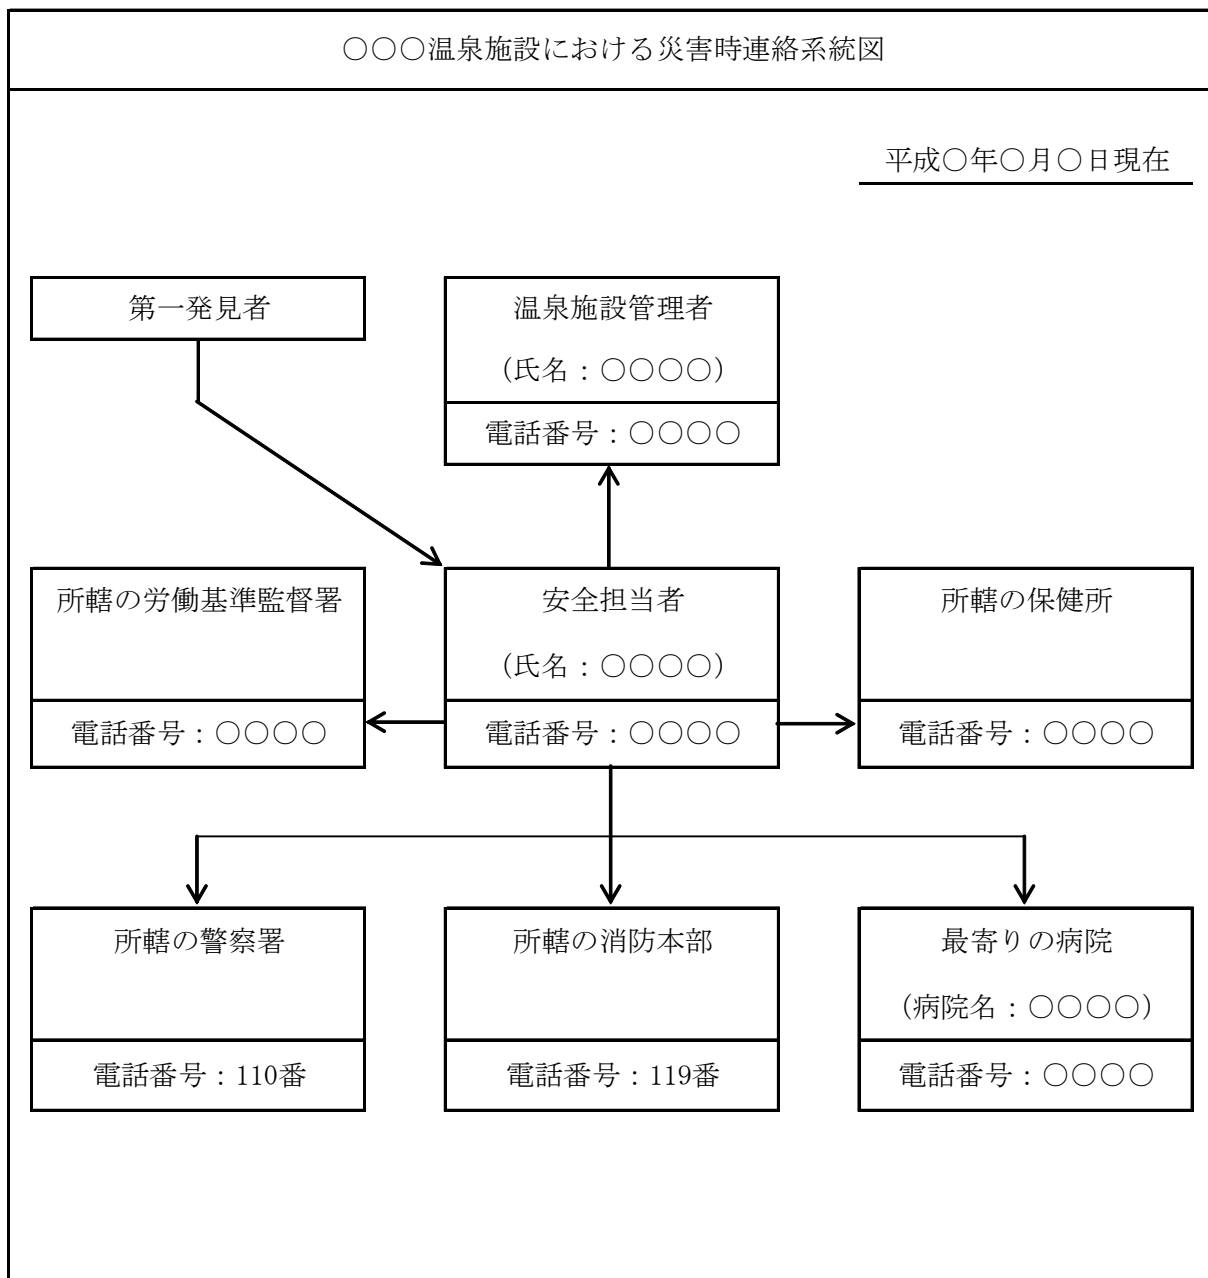 ○○○温泉施設における災害時連絡系統図
平成○年○月○日現在
第一発見者
温泉施設管理者
(氏名：○○○○)
電話番号：○○○○
所轄の労働基準監督署
電話番号：○○○○
安全担当者
(氏名：○○○○)
電話番号：○○○○
所轄の保健所
電話番号：○○○○
所轄の警察署
電話番号：110番
所轄の消防本部
電話番号：119番
最寄りの病院
(病院名：○○○○)
電話番号：○○○○